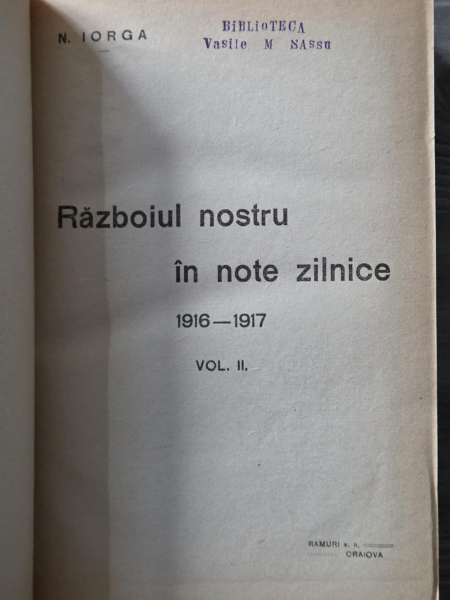 N. IORGA
BiBLioTECA
Vasile M SAssu
Războiul nostru
în note zilnice
1916—1917
VOL. II.
RAMURI s. a.
CRAIOVA